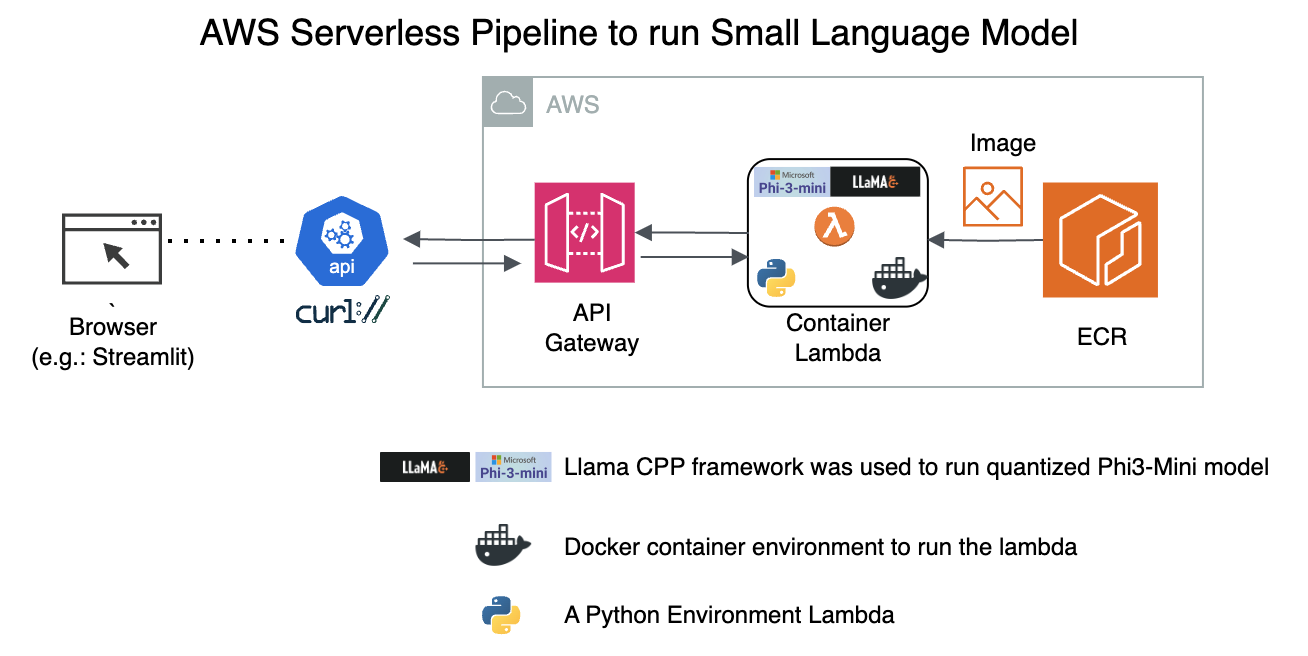 AWS Serverless Pipeline to run Small Language Model
AWS
Image
Microsoft
Phi-3-mini
LLaMA
api
curl://
`
Browser
(e.g.: Streamlit)
API
Gateway
Container
Lambda
ECR
LLaMA
Microsoft
Phi-3-mini
Llama CPP framework was used to run quantized Phi3-Mini model
Docker container environment to run the lambda
A Python Environment Lambda